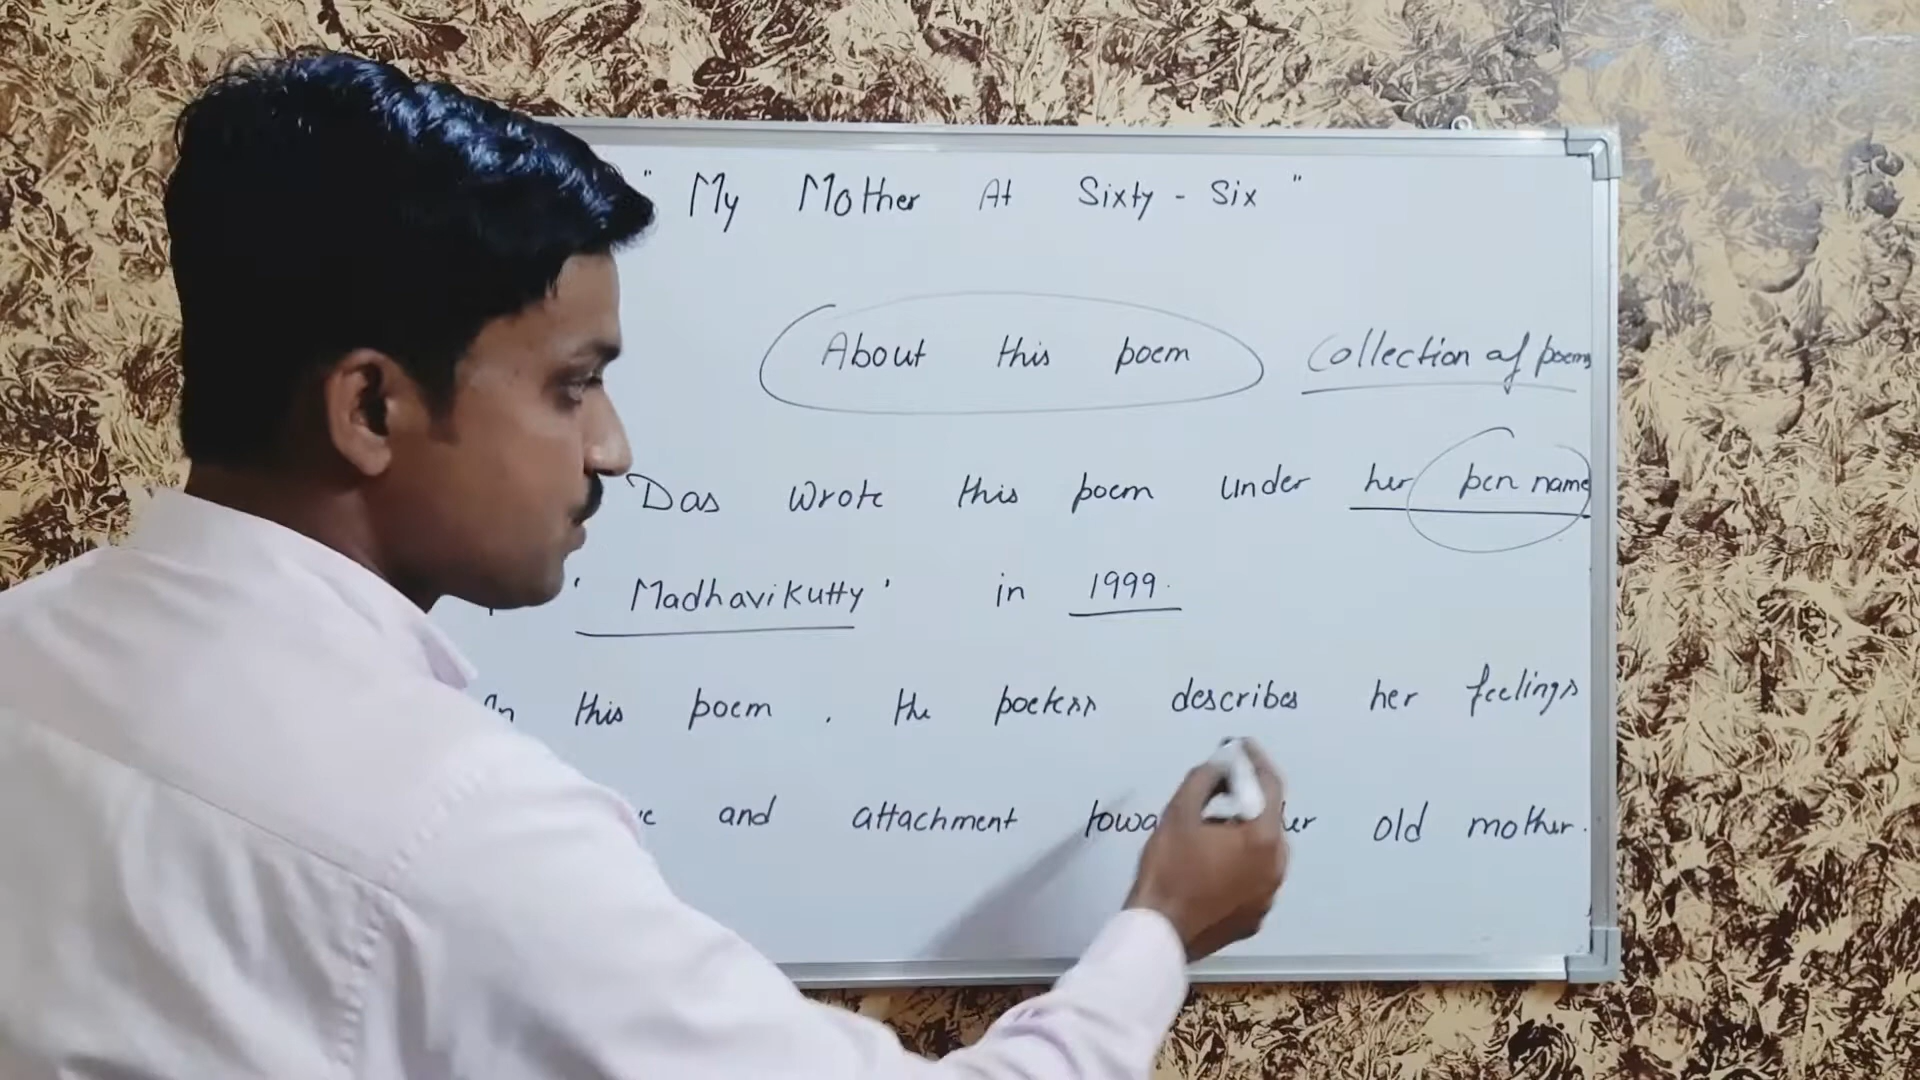 " My Mother At Sixty - Six "
About this poem Collection of poems
Das wrote this poem under her pen name
' Madhavikutty ' in 1999.
In this poem , the poetess describes her feelings
and attachment her old mother.